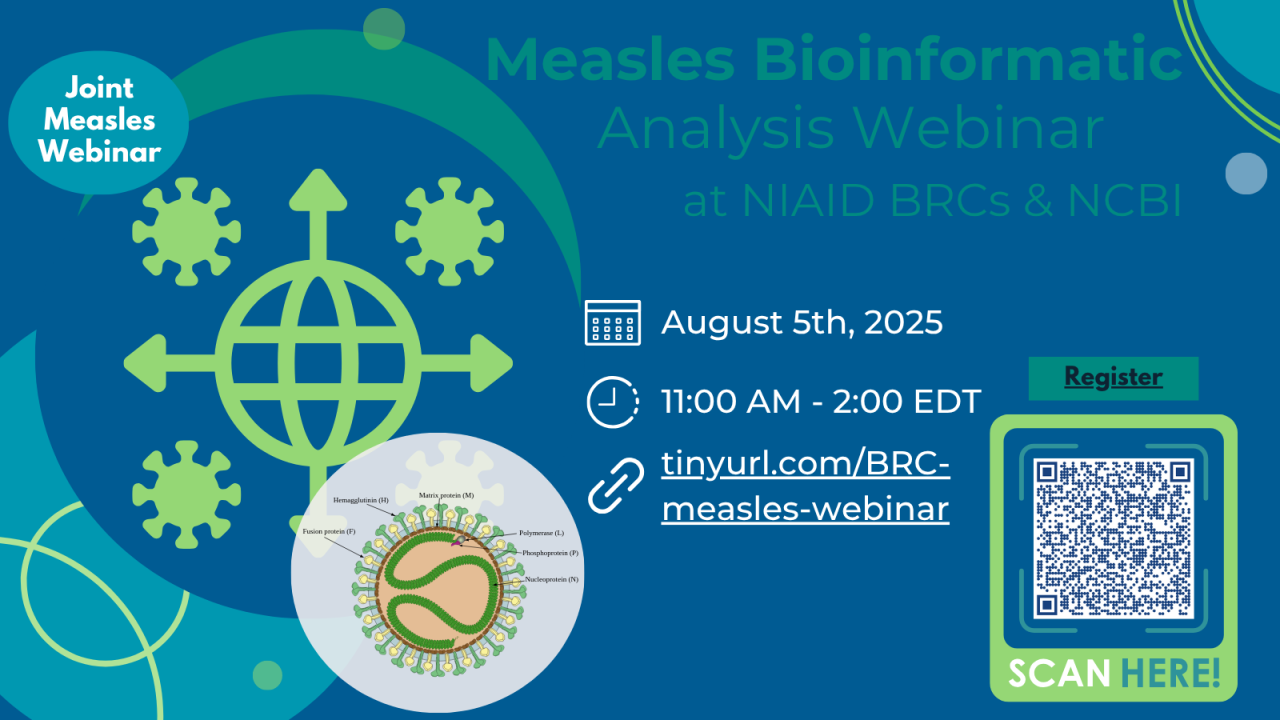 Joint
Measles
Webinar
Measles Bioinformatic
Analysis Webinar
at NIAID BRCs & NCBI
August 5th, 2025
11:00 AM - 2:00 EDT
tinyurl.com/BRC-
measles-webinar
Register
SCAN HERE!
Matrix protein (M)
Hemagglutinin (H)
Fusion protein (F)
Polymerase (L)
Phosphoprotein (P)
Nucleoprotein (N)